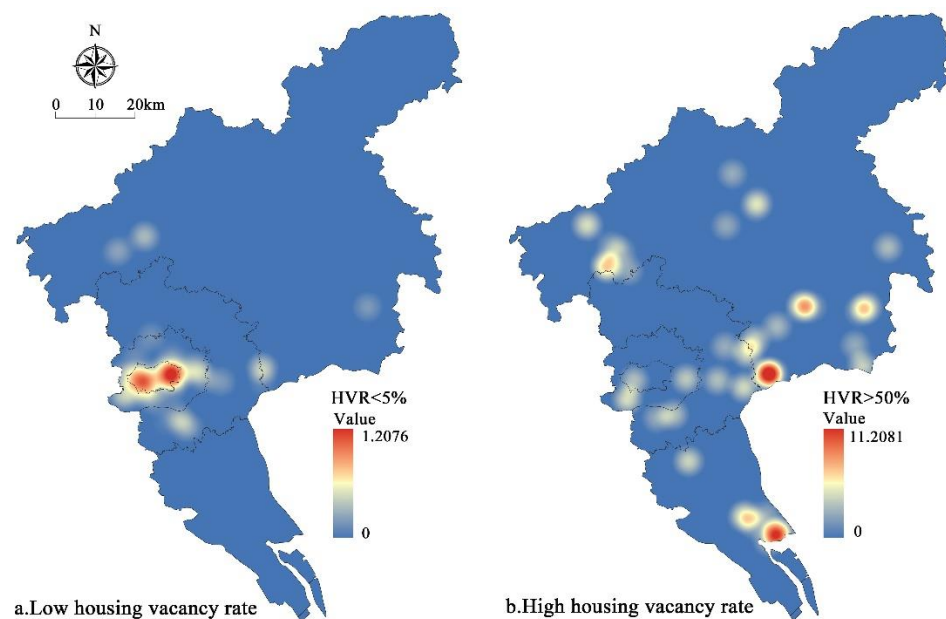 N
0 10 20km
HVR<5%
Value
1.2076
0
a.Low housing vacancy rate
HVR>50%
Value
11.2081
0
b.High housing vacancy rate